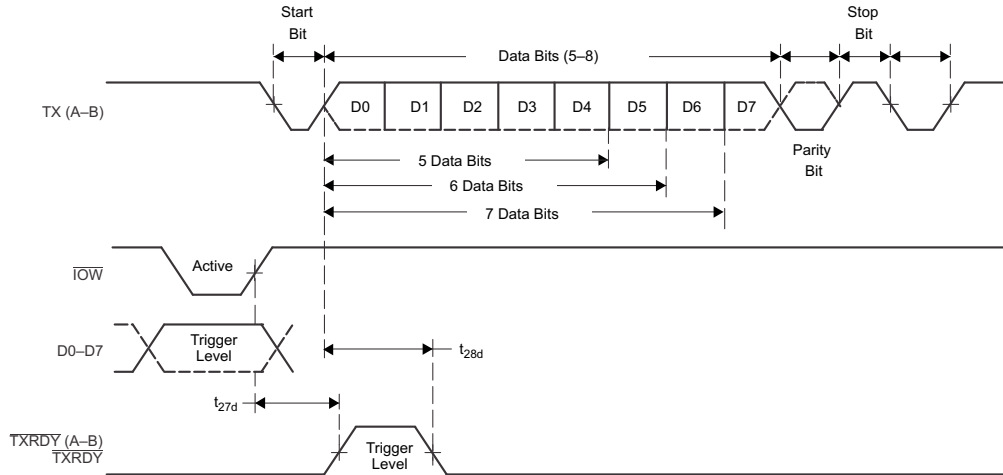 Start
Bit
Data Bits (5–8)
Stop
Bit
TX (A–B)
D0 D1 D2 D3 D4 D5 D6 D7
Parity
Bit
5 Data Bits
6 Data Bits
7 Data Bits
IOW
Active
D0–D7
Trigger
Level
t28d
t27d
TXRDY (A–B)
TXRDY
Trigger
Level